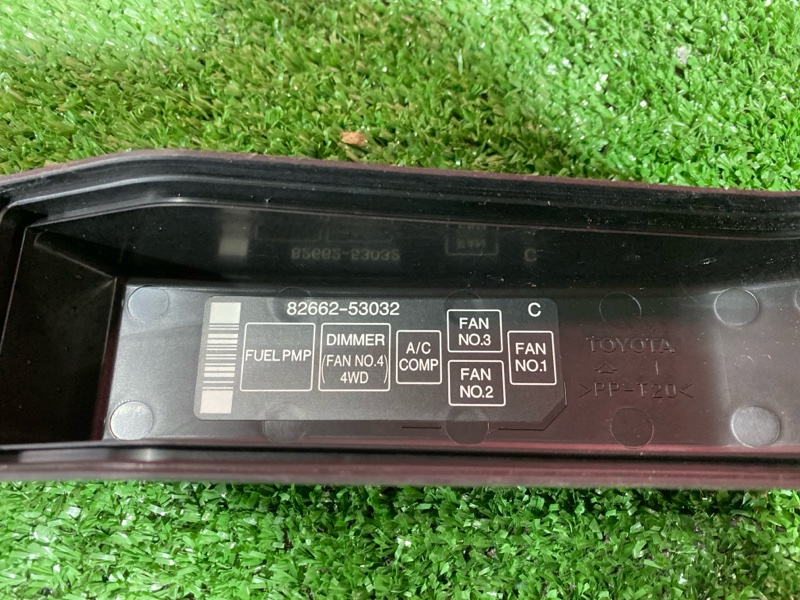 82662-53032 C
FUEL PMP
DIMMER
(FAN NO.4)
4WD
A/C
COMP
FAN
NO.3
FAN
NO.2
FAN
NO.1
TOYOTA
>PP-T20<